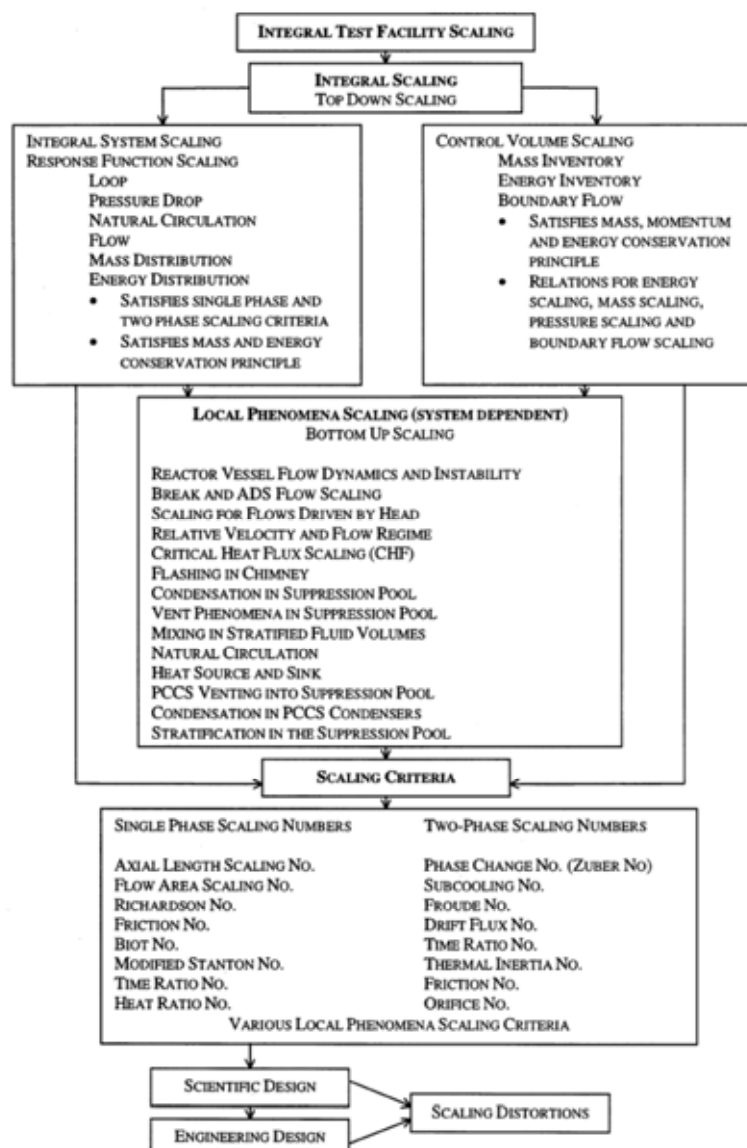 INTEGRAL TEST FACILITY SCALING
INTEGRAL SCALING
TOP DOWN SCALING
INTEGRAL SYSTEM SCALING
RESPONSE FUNCTION SCALING
LOOP
PRESSURE DROP
NATURAL CIRCULATION
FLOW
MASS DISTRIBUTION
ENERGY DISTRIBUTION
• SATISFIES SINGLE PHASE AND
TWO PHASE SCALING CRITERIA
• SATISFIES MASS AND ENERGY
CONSERVATION PRINCIPLE
CONTROL VOLUME SCALING
MASS INVENTORY
ENERGY INVENTORY
BOUNDARY FLOW
• SATISFIES MASS, MOMENTUM
AND ENERGY CONSERVATION
PRINCIPLE
• RELATIONS FOR ENERGY
SCALING, MASS SCALING,
PRESSURE SCALING AND
BOUNDARY FLOW SCALING
LOCAL PHENOMENA SCALING (SYSTEM DEPENDENT)
BOTTOM UP SCALING
REACTOR VESSEL FLOW DYNAMICS AND INSTABILITY
BREAK AND ADS FLOW SCALING
SCALING FOR FLOWS DRIVEN BY HEAD
RELATIVE VELOCITY AND FLOW REGIME
CRITICAL HEAT FLUX SCALING (CHF)
FLASHING IN CHIMNEY
CONDENSATION IN SUPPRESSION POOL
VENT PHENOMENA IN SUPPRESSION POOL
MIXING IN STRATIFIED FLUID VOLUMES
NATURAL CIRCULATION
HEAT SOURCE AND SINK
PCCS VENTING INTO SUPPRESSION POOL
CONDENSATION IN PCCS CONDENSERS
STRATIFICATION IN THE SUPPRESSION POOL
SCALING CRITERIA
SINGLE PHASE SCALING NUMBERS
AXIAL LENGTH SCALING NO.
FLOW AREA SCALING NO.
RICHARDSON NO.
FRICTION NO.
BIOT NO.
MODIFIED STANTON NO.
TIME RATIO NO.
HEAT RATIO NO.
TWO-PHASE SCALING NUMBERS
PHASE CHANGE NO. (ZUBER NO)
SUBCOOLING NO.
FROUDE NO.
DRIFT FLUX NO.
TIME RATIO NO.
THERMAL INERTIA NO.
FRICTION NO.
ORIFICE NO.
VARIOUS LOCAL PHENOMENA SCALING CRITERIA
SCIENTIFIC DESIGN
SCALING DISTORTIONS
ENGINEERING DESIGN